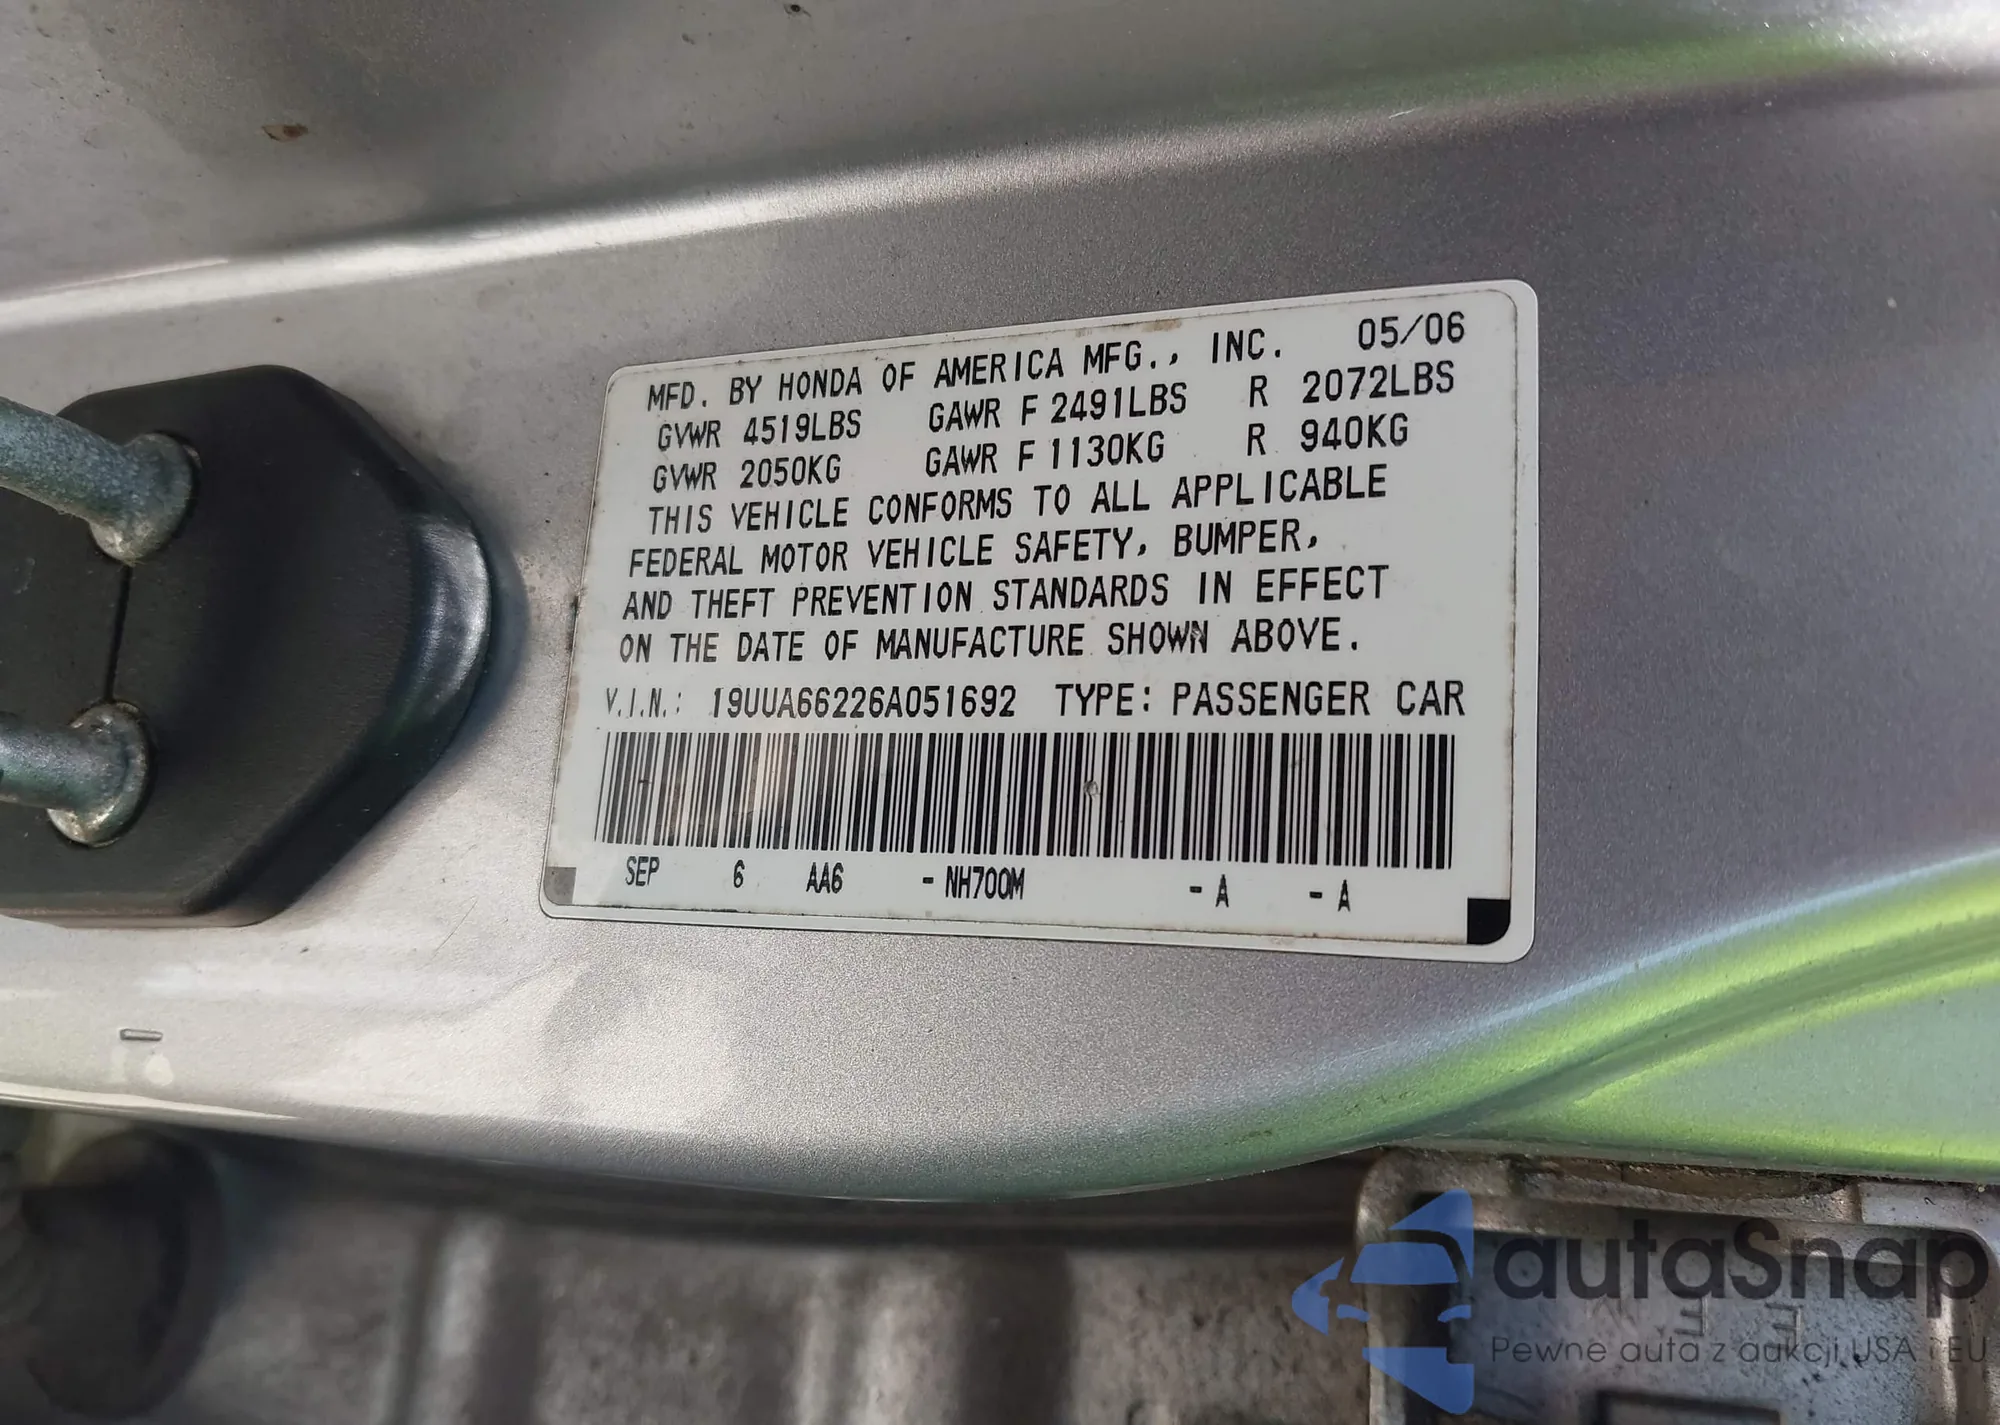 MFD. BY HONDA OF AMERICA MFG., INC. 05/06
GVWR 4519LBS GAWR F 2491LBS R 2072LBS
GVWR 2050KG GAWR F 1130KG R 940KG
THIS VEHICLE CONFORMS TO ALL APPLICABLE
FEDERAL MOTOR VEHICLE SAFETY, BUMPER,
AND THEFT PREVENTION STANDARDS IN EFFECT
ON THE DATE OF MANUFACTURE SHOWN ABOVE.
V.I.N.: 19UUA66226A051692 TYPE: PASSENGER CAR
SEP 6 AA6 - NH700M - A - A
autaSnap
Pewne auta z aukcji USA i EU